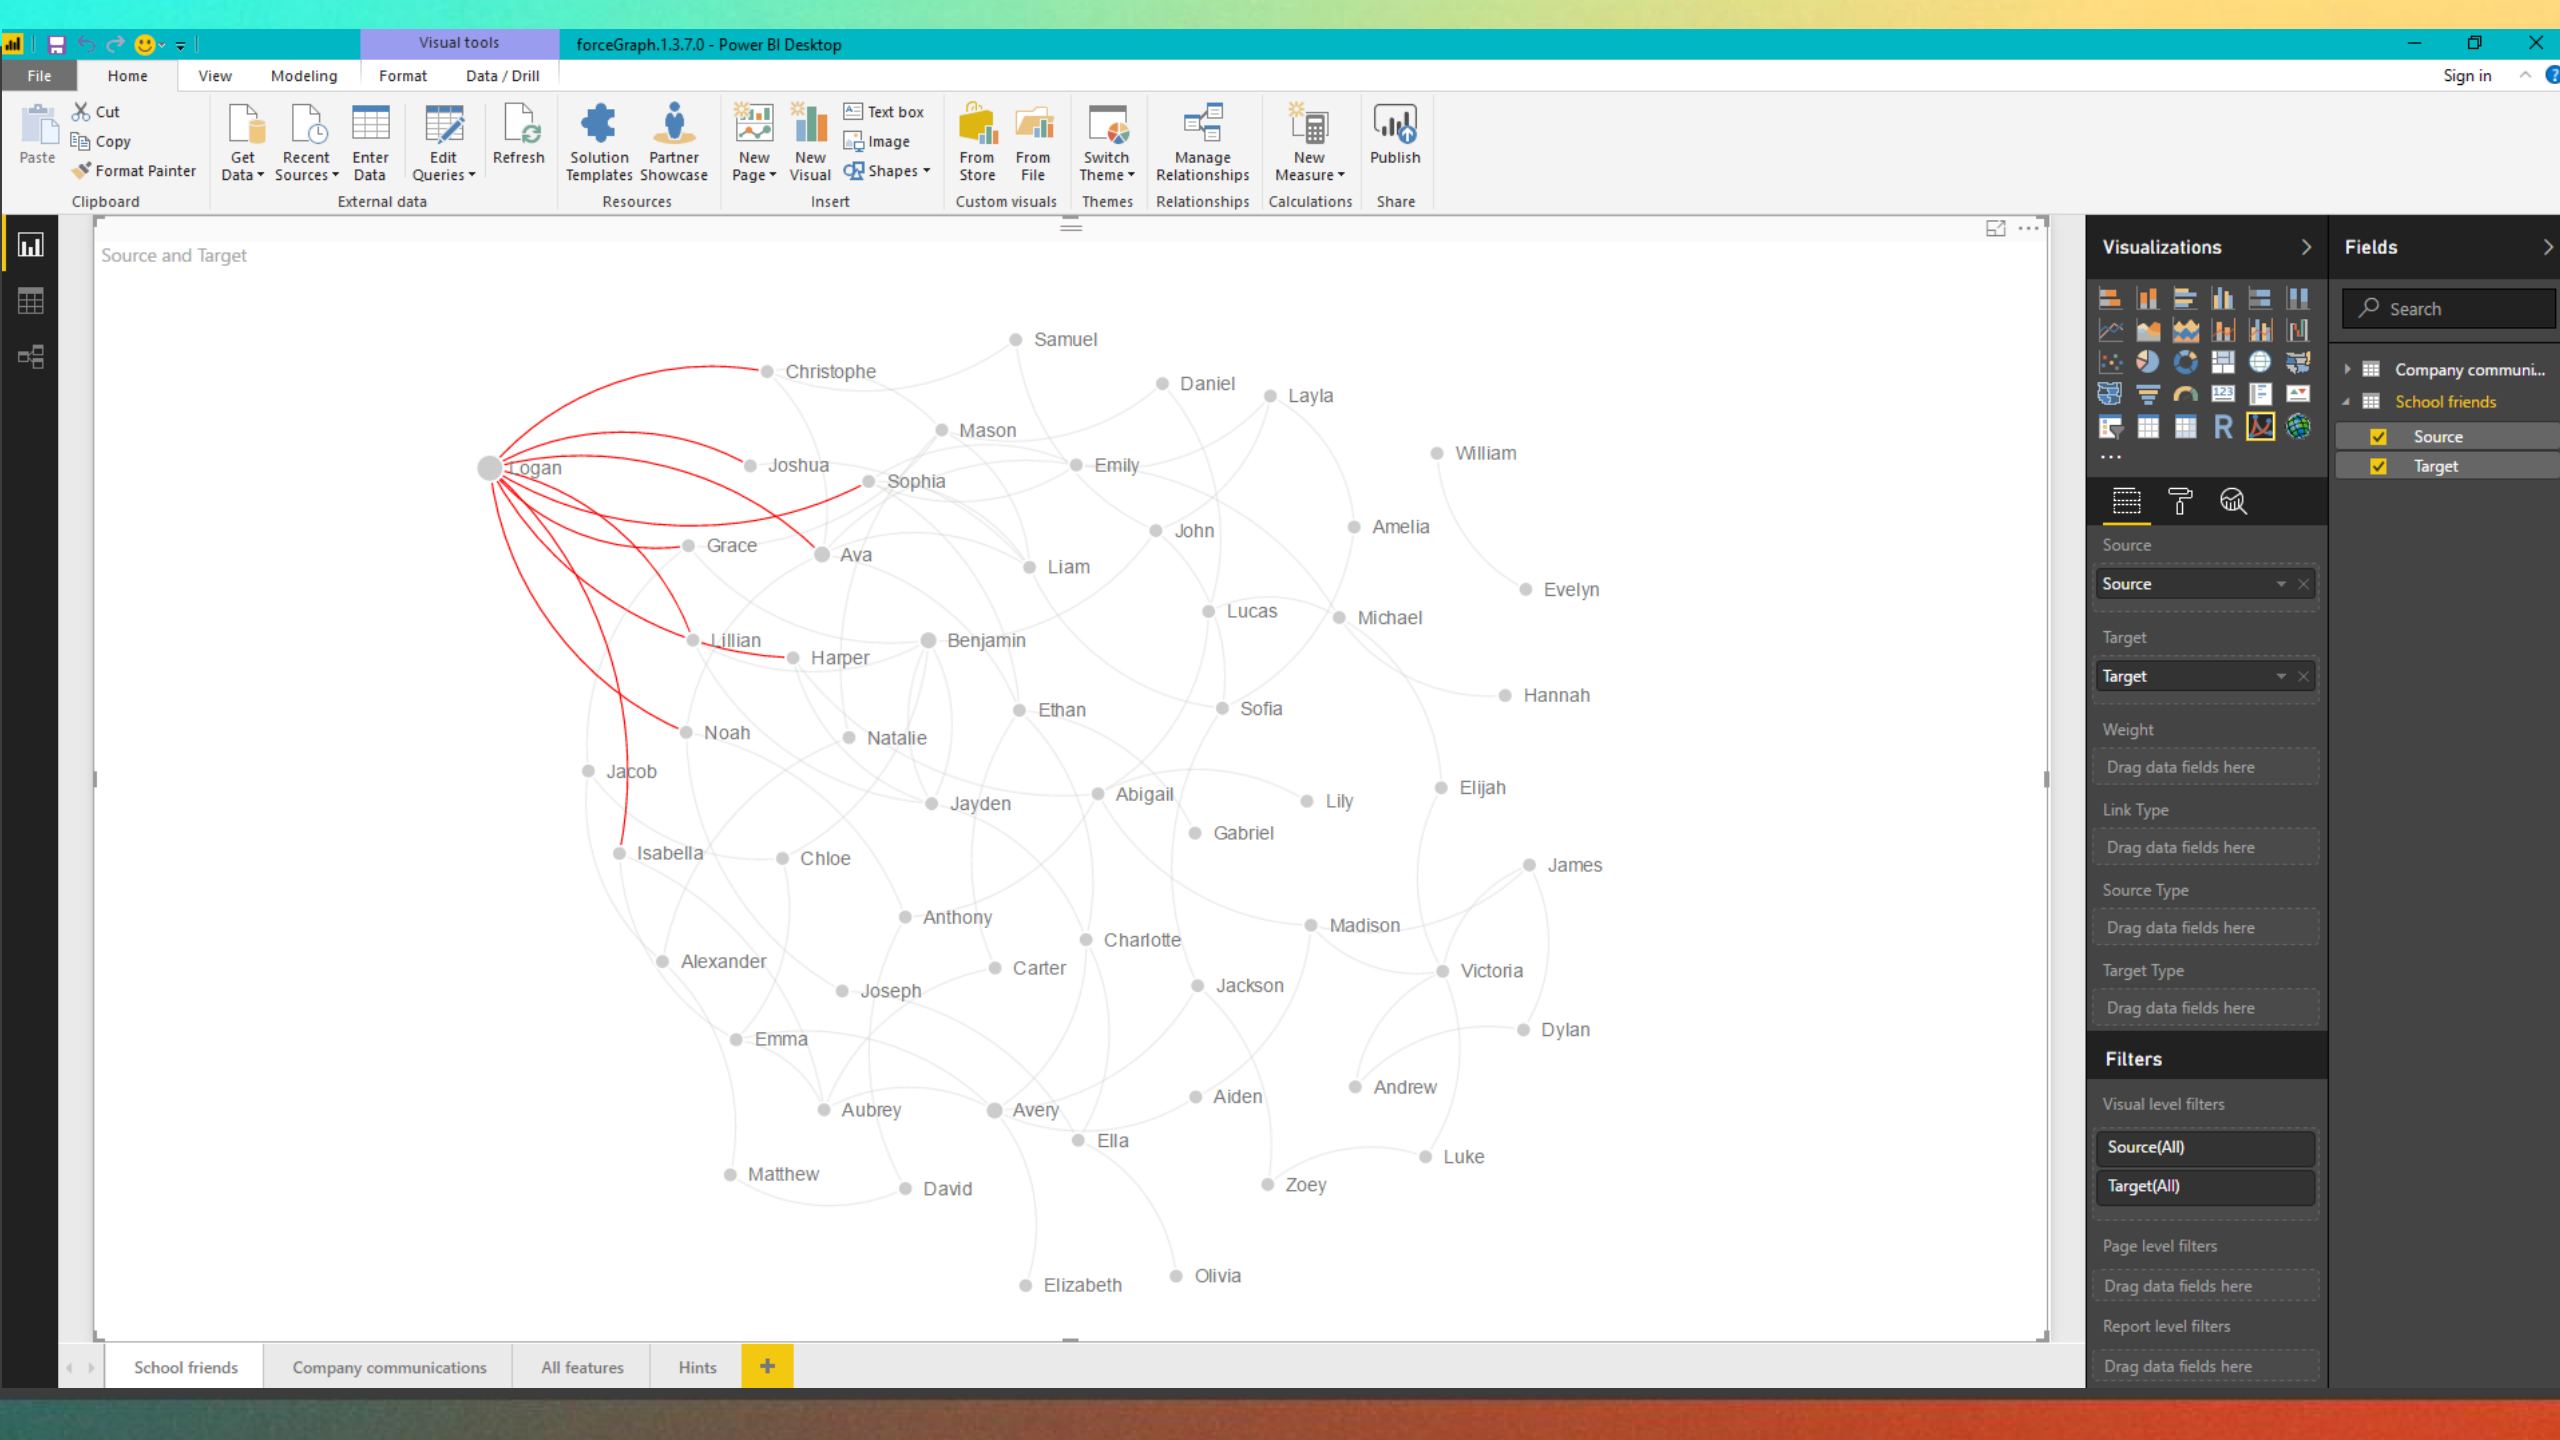 Visual tools
forceGraph.1.3.7.0 - Power BI Desktop
File Home View Modeling Format Data / Drill Sign in
Cut
Copy
Format Painter
Paste
Clipboard
Get Data
Recent Sources
Enter Data
Edit Queries
Refresh
External data
Solution Templates
Partner Showcase
Resources
New Page
New Visual
Text box
Image
Shapes
Insert
From Store
From File
Custom visuals
Switch Theme
Themes
Manage Relationships
Relationships
New Measure
Calculations
Publish
Share
Source and Target
Samuel
Christophe
Daniel
Layla
Mason
William
Logan
Joshua
Emily
Sophia
John
Amelia
Grace
Ava
Liam
Evelyn
Lucas
Michael
Lillian
Benjamin
Harper
Hannah
Ethan
Sofia
Noah
Natalie
Jacob
Elijah
Abigail
Lily
Jayden
Gabriel
Isabella
Chloe
James
Anthony
Madison
Charlotte
Alexander
Carter
Victoria
Jackson
Joseph
Dylan
Emma
Andrew
Aiden
Aubrey
Avery
Ella
Luke
Matthew
Zoey
David
Olivia
Elizabeth
School friends
Company communications
All features
Hints
+
Visualizations
123
R
Source
Source
Target
Target
Weight
Drag data fields here
Link Type
Drag data fields here
Source Type
Drag data fields here
Target Type
Drag data fields here
Filters
Visual level filters
Source(All)
Target(All)
Page level filters
Drag data fields here
Report level filters
Drag data fields here
Fields
Search
Company communi...
School friends
Source
Target